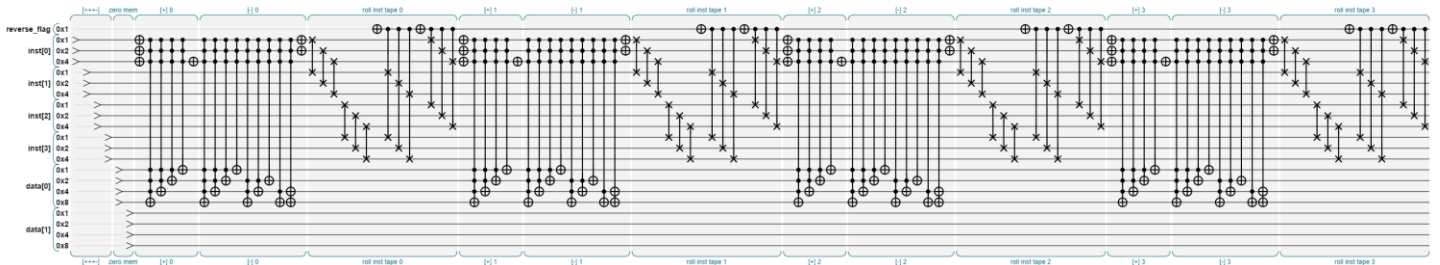 [+++-] zero mem [+] 0 [-] 0 roll inst tape 0 [+] 1 [-] 1 roll inst tape 1 [+] 2 [-] 2 roll inst tape 2 [+] 3 [-] 3 roll inst tape 3
reverse_flag 0x1
0x1
inst[0] 0x2
0x4
0x1
inst[1] 0x2
0x4
0x1
inst[2] 0x2
0x4
0x1
inst[3] 0x2
0x4
0x1
data[0] 0x2
0x4
0x8
0x1
data[1] 0x2
0x4
0x8
[+++-] zero mem [+] 0 [-] 0 roll inst tape 0 [+] 1 [-] 1 roll inst tape 1 [+] 2 [-] 2 roll inst tape 2 [+] 3 [-] 3 roll inst tape 3